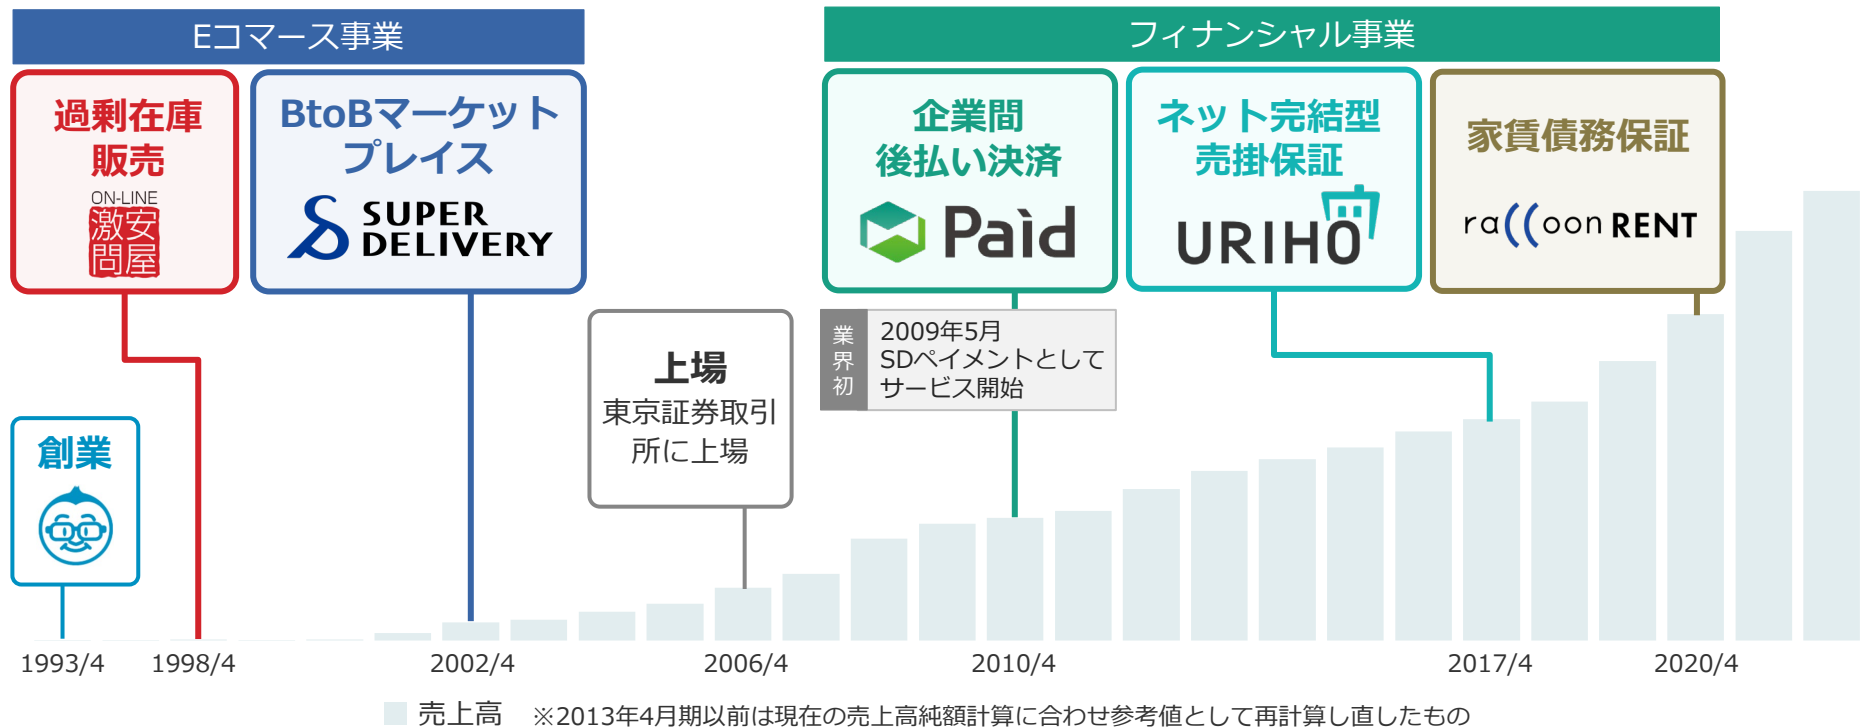 Eコマース事業
フィナンシャル事業
過剰在庫
販売
ON-LINE
激安
問屋
BtoBマーケット
プレイス
SUPER
DELIVERY
企業間
後払い決済
Paid
ネット完結型
売掛保証
URIHO
家賃債務保証
raccoon RENT
創業
上場
東京証券取引
所に上場
業界初
2009年5月
SDペイメントとして
サービス開始
1993/4
1998/4
2002/4
2006/4
2010/4
2017/4
2020/4
売上高
※2013年4月期以前は現在の売上高純額計算に合わせ参考値として再計算し直したもの